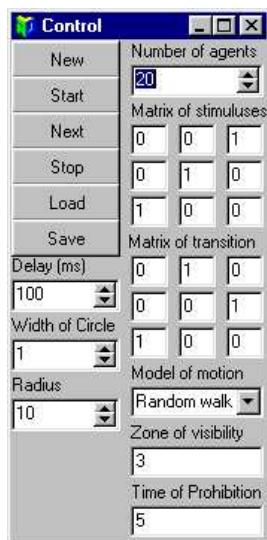 Control
New
Start
Next
Stop
Load
Save
Delay (ms)
100
Width of Circle
1
Radius
10
Number of agents
20
Matrix of stimuluses
0 0 1
0 1 0
1 0 0
Matrix of transition
0 1 0
0 0 1
1 0 0
Model of motion
Random walk
Zone of visibility
3
Time of Prohibition
5